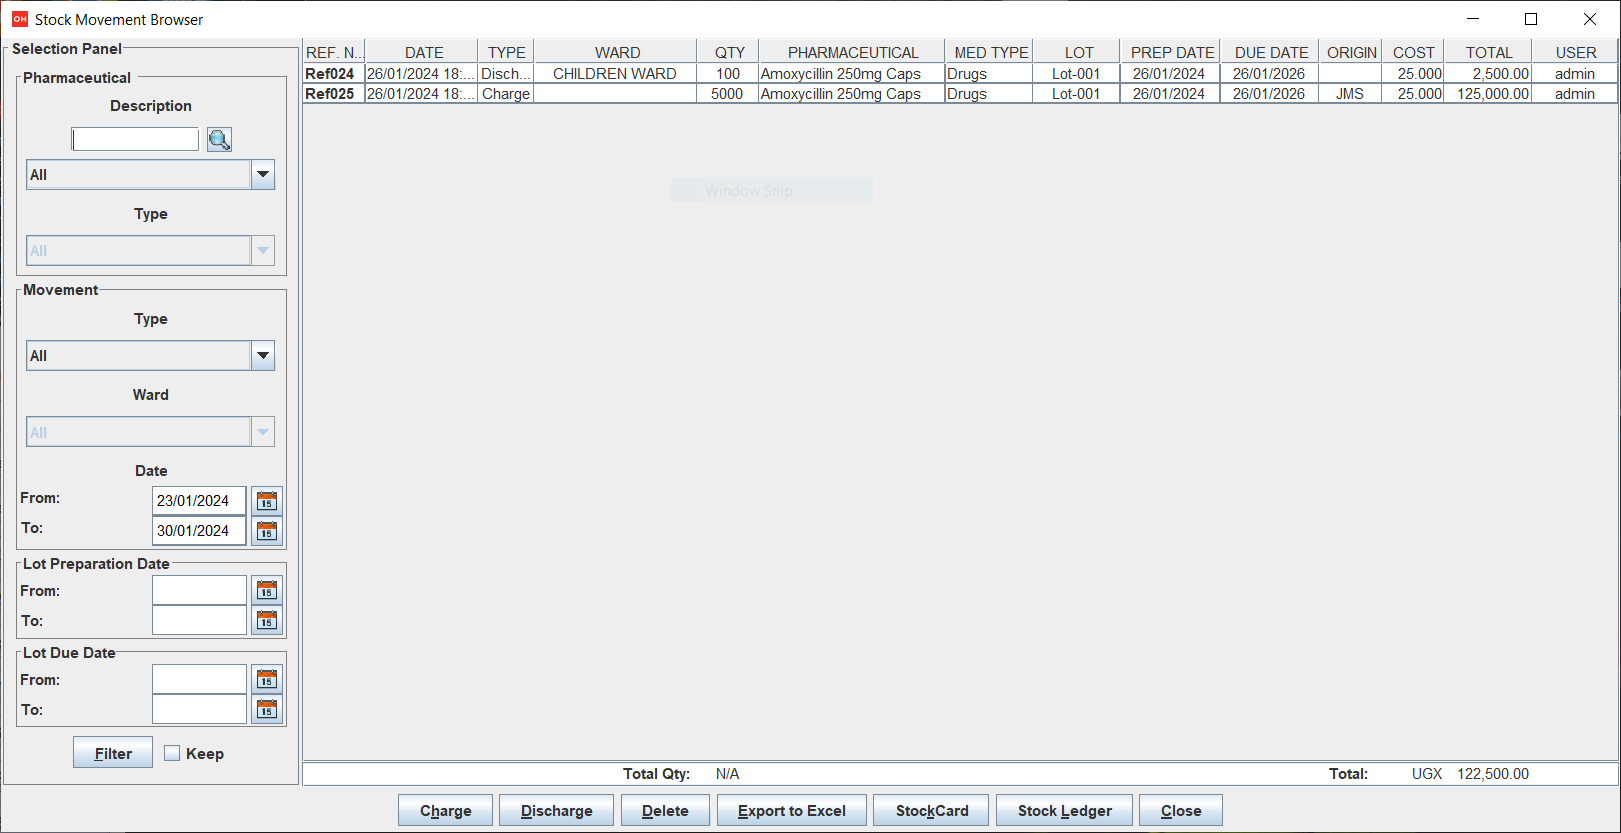 OH Stock Movement Browser
Selection Panel
Pharmaceutical
Description
All
Type
All
Movement
Type
All
Ward
All
Date
From: 23/01/2024 15
To: 30/01/2024 15
Lot Preparation Date
From: 15
To: 15
Lot Due Date
From: 15
To: 15
Filter Keep
REF. N... DATE TYPE WARD QTY PHARMACEUTICAL MED TYPE LOT PREP DATE DUE DATE ORIGIN COST TOTAL USER
Ref024 26/01/2024 18:... Disch... CHILDREN WARD 100 Amoxycillin 250mg Caps Drugs Lot-001 26/01/2024 26/01/2026 25.000 2,500.00 admin
Ref025 26/01/2024 18:... Charge 5000 Amoxycillin 250mg Caps Drugs Lot-001 26/01/2024 26/01/2026 JMS 25.000 125,000.00 admin
Window Snip
Total Qty: N/A Total: UGX 122,500.00
Charge Discharge Delete Export to Excel StockCard Stock Ledger Close